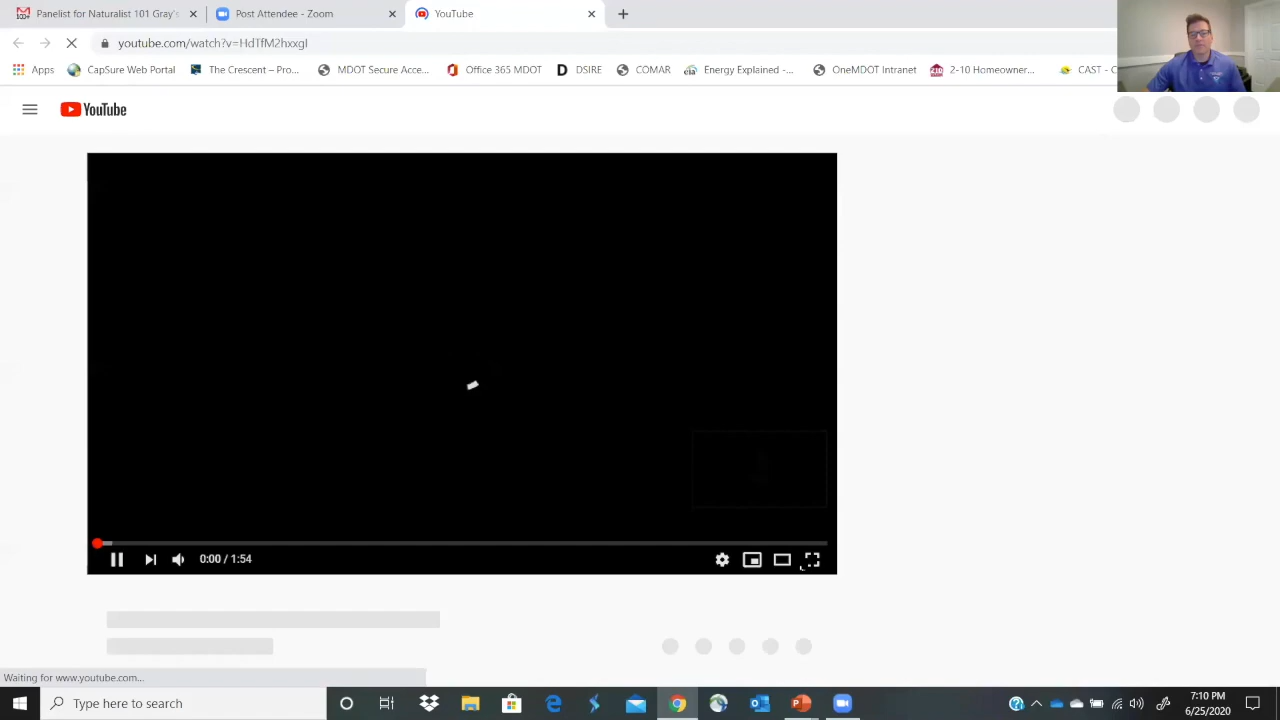 Panelist for Naturalist 101 Gray's
Post Attendee - Zoom
YouTube
youtube.com/watch?v=HdTfM2hxxgI
Apps
CapSure Web Portal
The Crescent – Pro...
MDOT Secure Acce...
Office 365 MDOT
DSIRE
COMAR
Energy Explained -...
OneMDOT Intranet
2-10 Homeowner...
CAST - C
YouTube
0:00 / 1:54
Waiting for www.youtube.com...
Type here to search
7:10 PM
6/25/2020